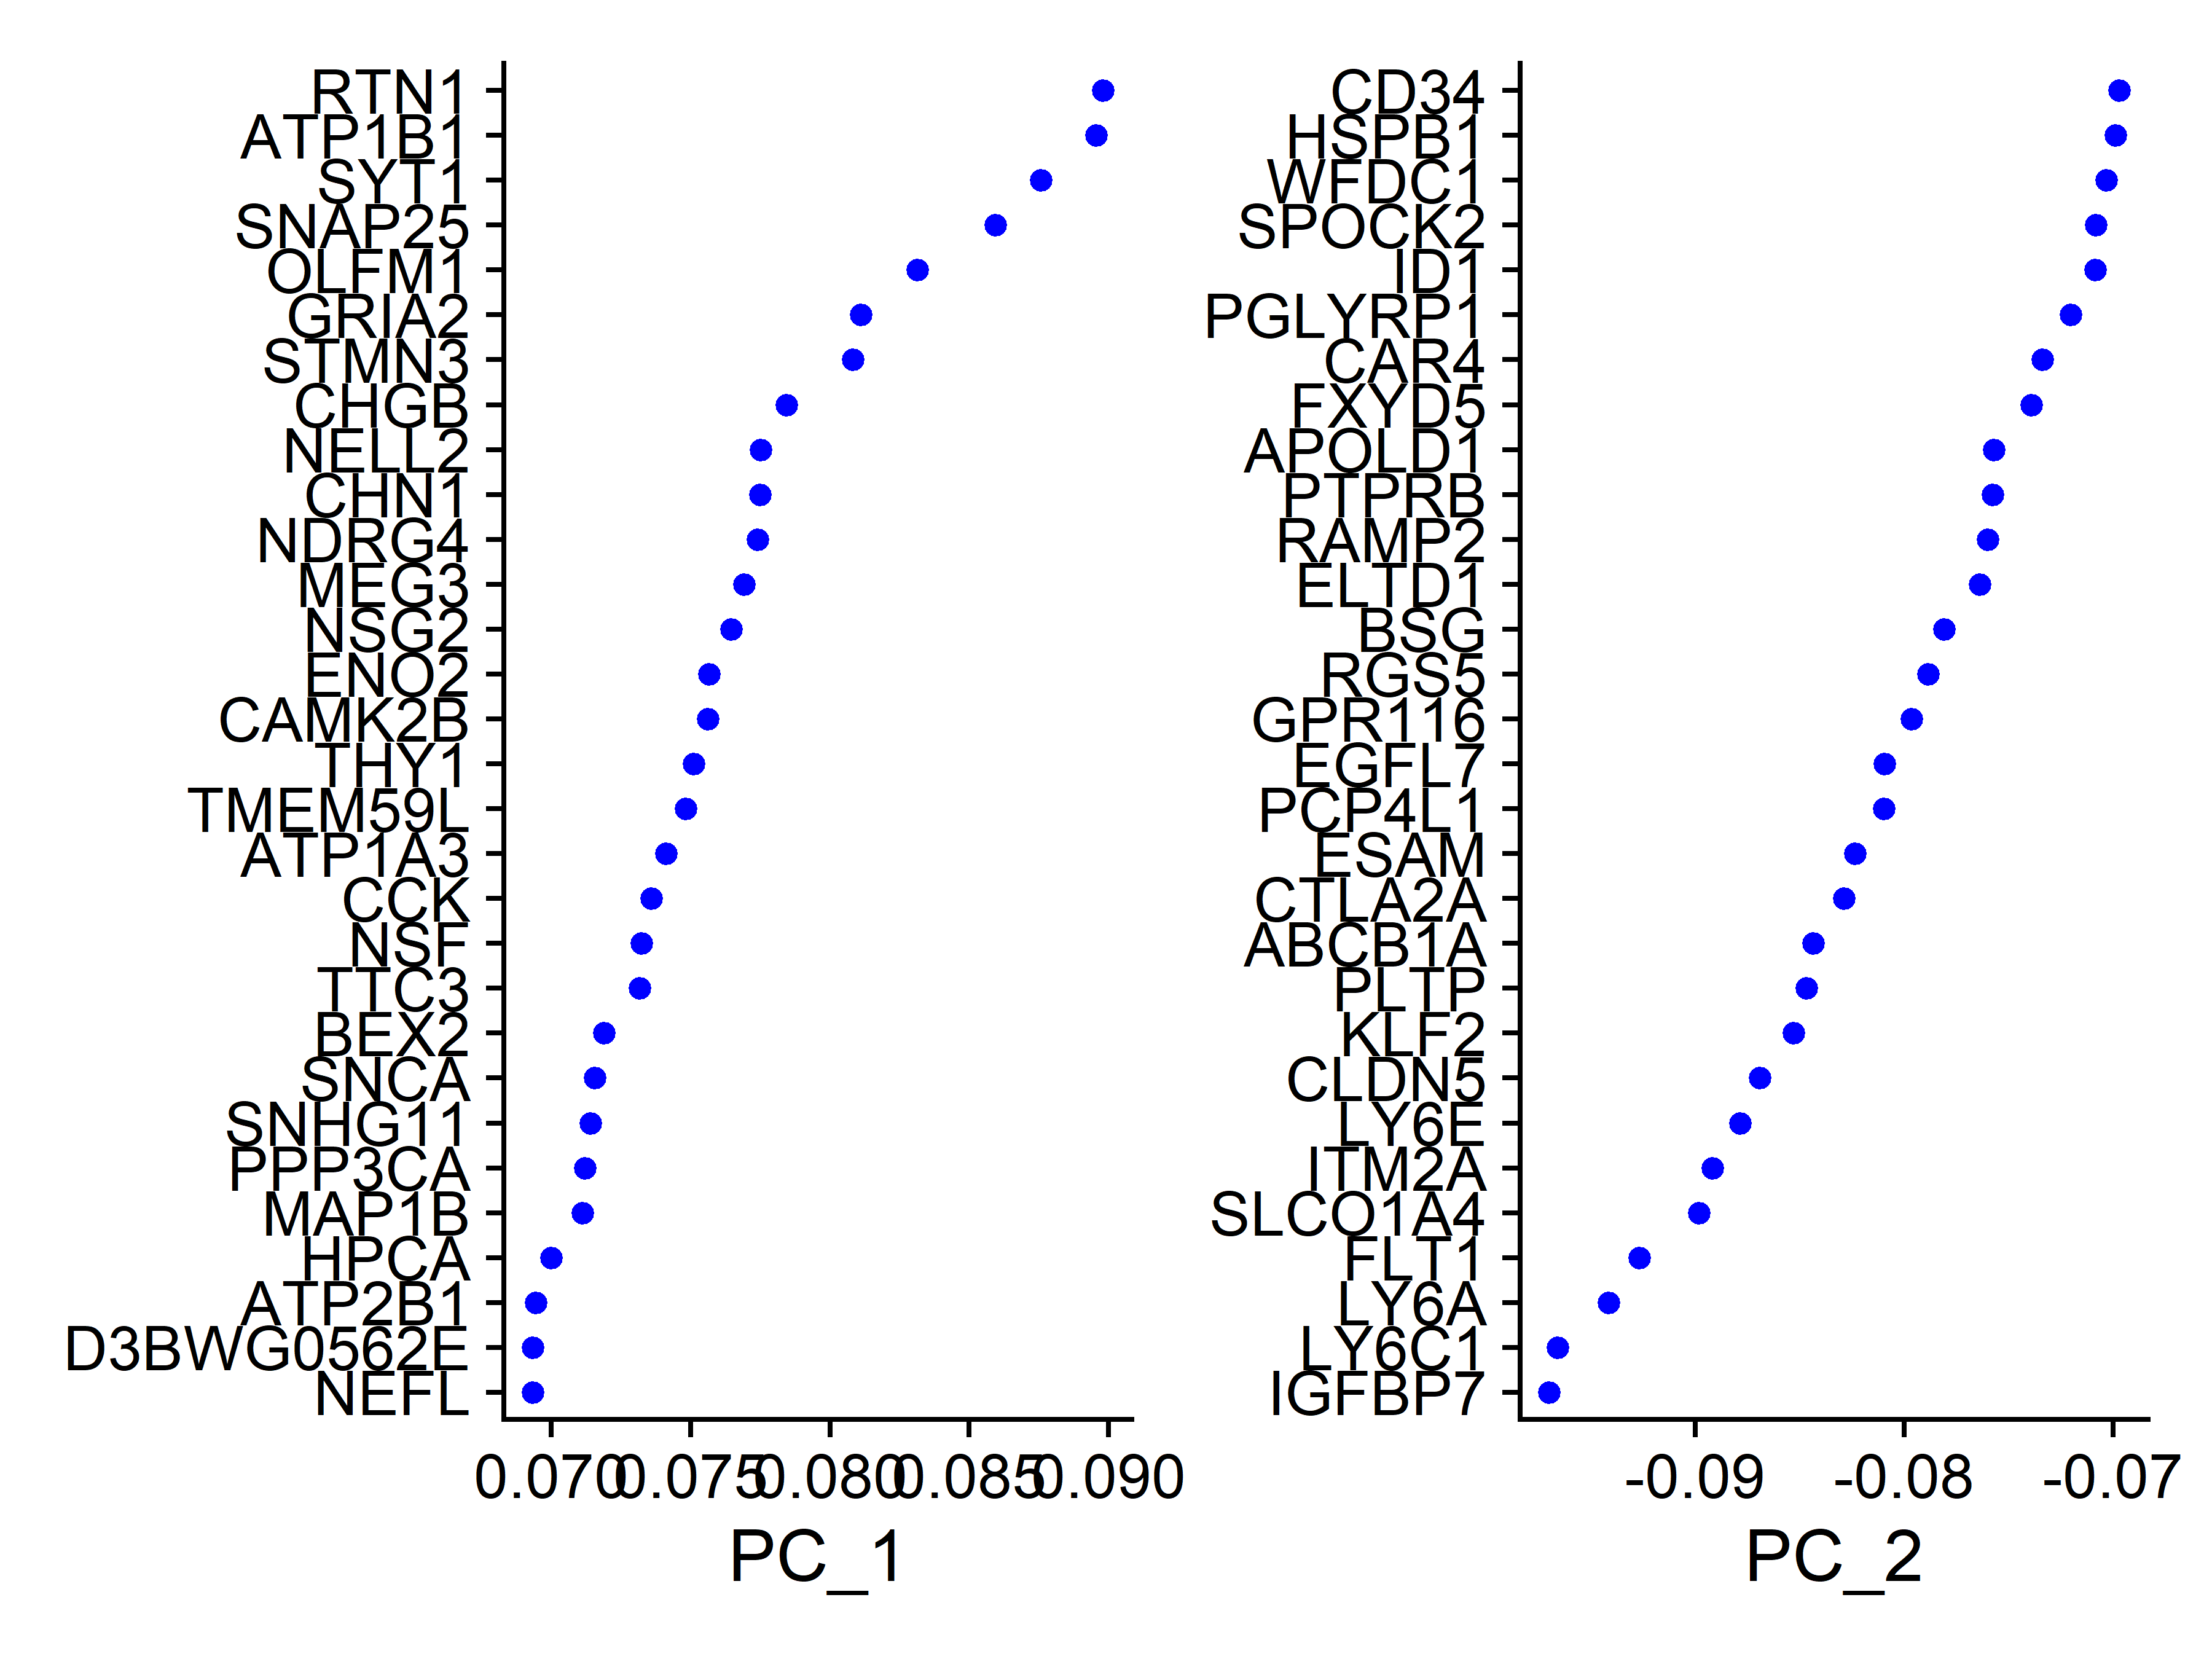 RTN1
ATP1B1
SYT1
SNAP25
OLFM1
GRIA2
STMN3
CHGB
NELL2
CHN1
NDRG4
MEG3
NSG2
ENO2
CAMK2B
THY1
TMEM59L
ATP1A3
CCK
NSF
TTC3
BEX2
SNCA
SNHG11
PPP3CA
MAP1B
HPCA
ATP2B1
D3BWG0562E
NEFL
0.070 0.075 0.080 0.085 0.090
PC_1
CD34
HSPB1
WFDC1
SPOCK2
ID1
PGLYRP1
CAR4
FXYD5
APOLD1
PTPRB
RAMP2
ELTD1
BSG
RGS5
GPR116
EGFL7
PCP4L1
ESAM
CTLA2A
ABCB1A
PLTP
KLF2
CLDN5
LY6E
ITM2A
SLCO1A4
FLT1
LY6A
LY6C1
IGFBP7
-0.09 -0.08 -0.07
PC_2